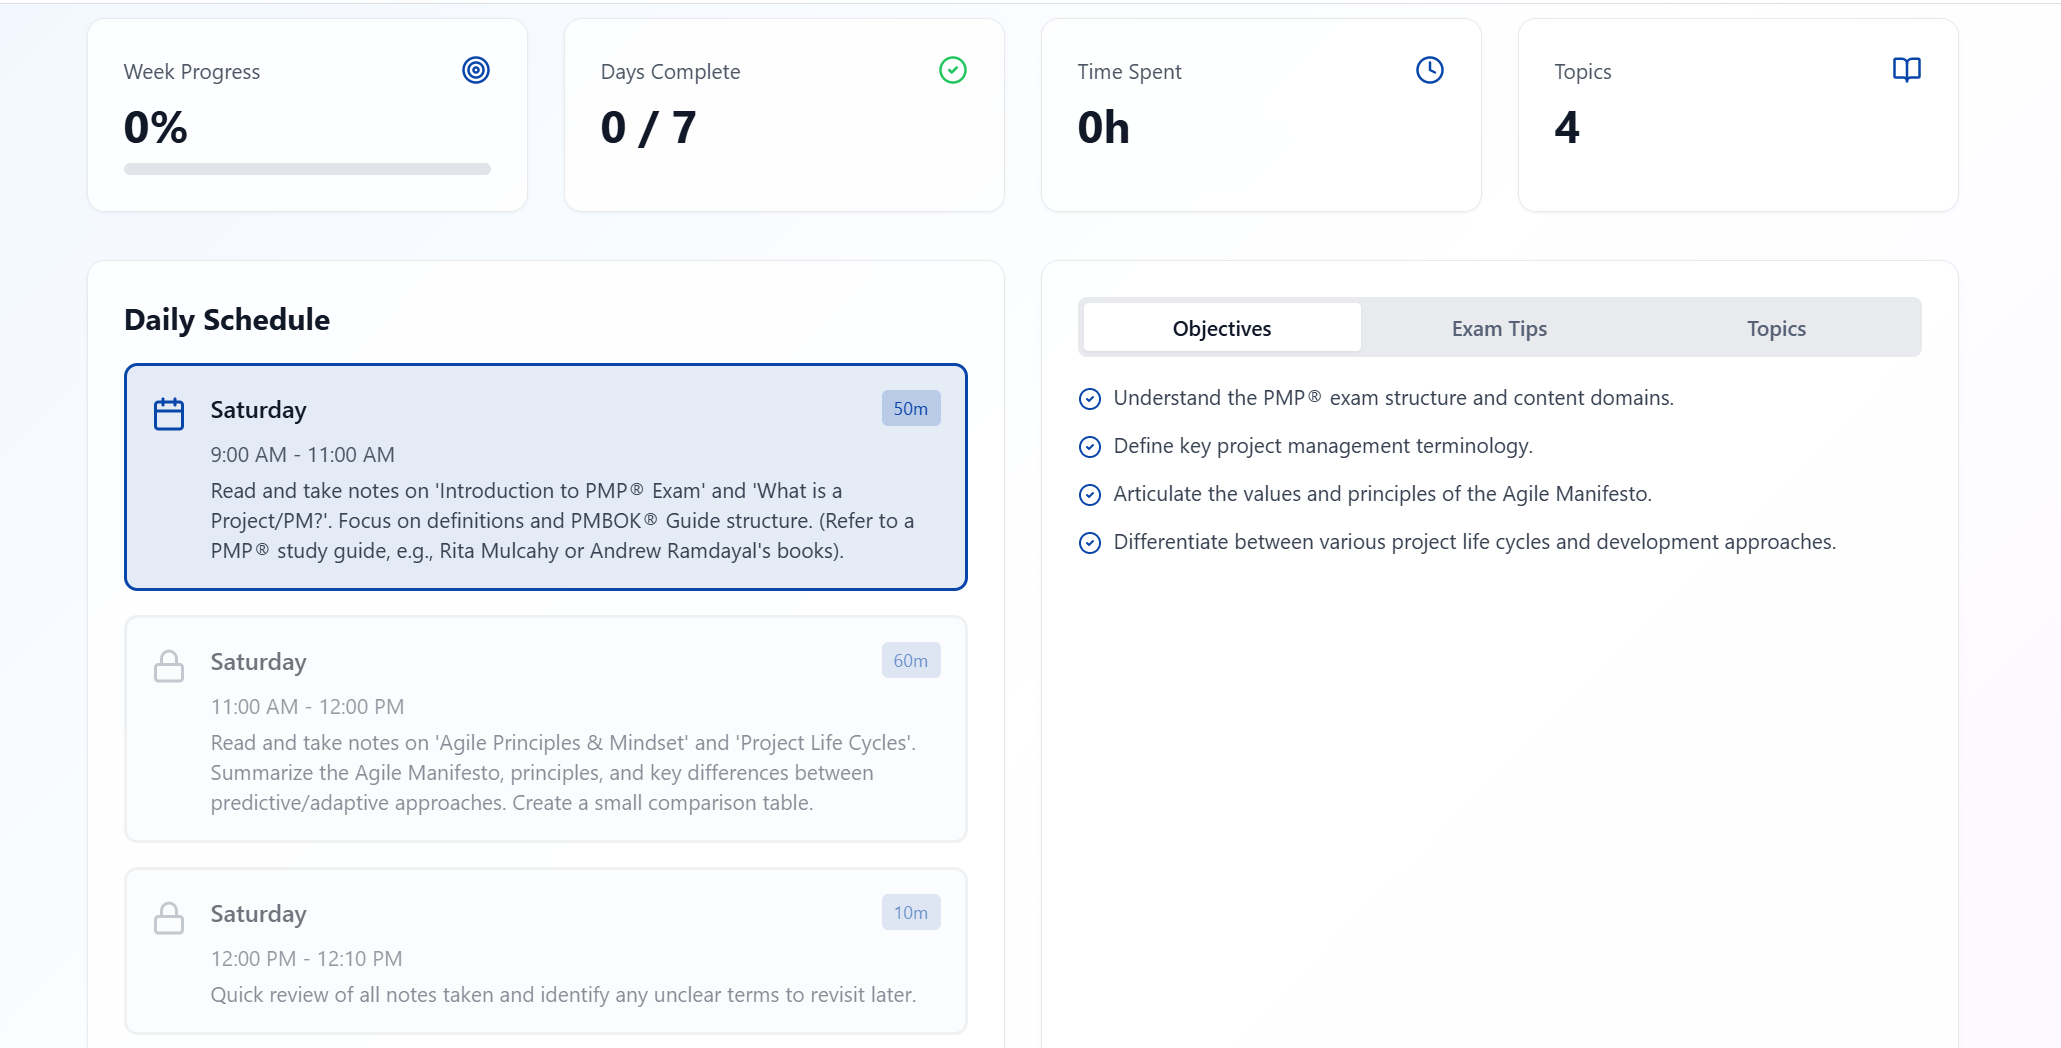 Week Progress
0%
Days Complete
0 / 7
Time Spent
0h
Topics
4
Daily Schedule
Saturday
50m
9:00 AM - 11:00 AM
Read and take notes on 'Introduction to PMP® Exam' and 'What is a
Project/PM?'. Focus on definitions and PMBOK® Guide structure. (Refer to a
PMP® study guide, e.g., Rita Mulcahy or Andrew Ramdayal's books).
Saturday
60m
11:00 AM - 12:00 PM
Read and take notes on 'Agile Principles & Mindset' and 'Project Life Cycles'.
Summarize the Agile Manifesto, principles, and key differences between
predictive/adaptive approaches. Create a small comparison table.
Saturday
10m
12:00 PM - 12:10 PM
Quick review of all notes taken and identify any unclear terms to revisit later.
Objectives
Exam Tips
Topics
Understand the PMP® exam structure and content domains.
Define key project management terminology.
Articulate the values and principles of the Agile Manifesto.
Differentiate between various project life cycles and development approaches.